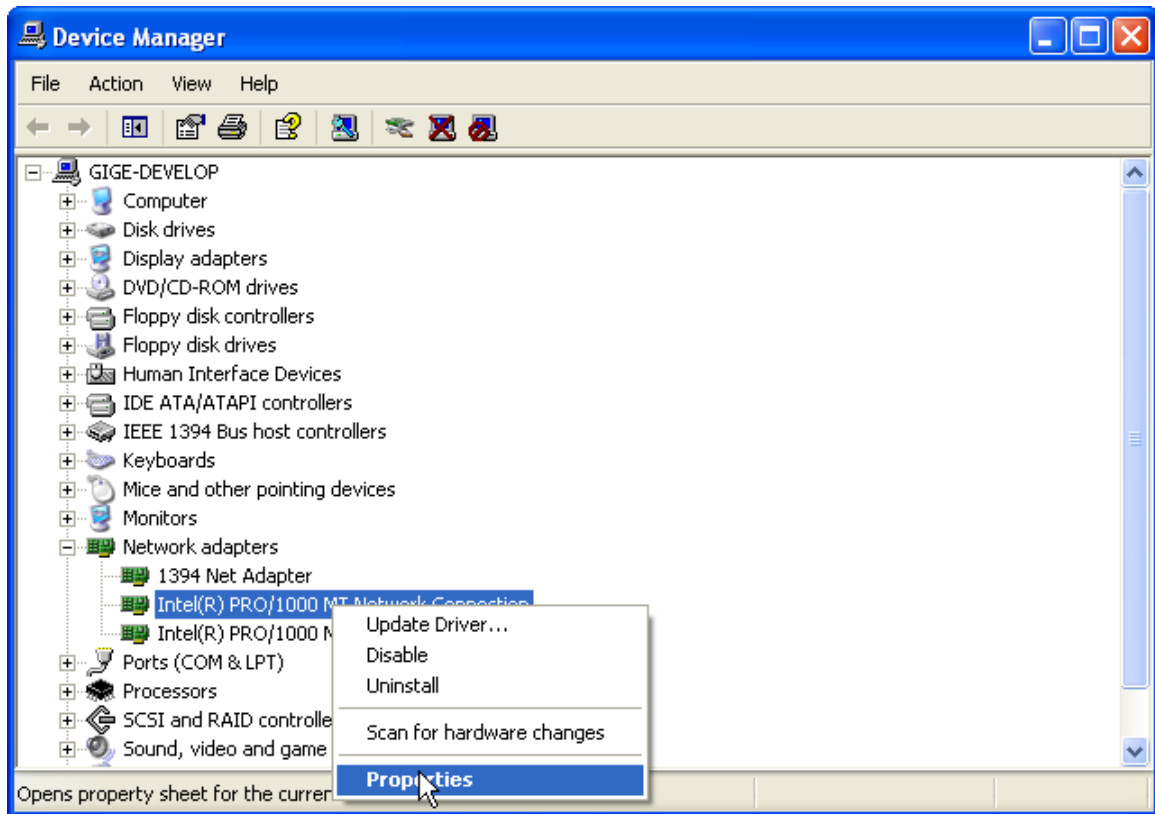 Device Manager
File Action View Help
GIGE-DEVELOP
Computer
Disk drives
Display adapters
DVD/CD-ROM drives
Floppy disk controllers
Floppy disk drives
Human Interface Devices
IDE ATA/ATAPI controllers
IEEE 1394 Bus host controllers
Keyboards
Mice and other pointing devices
Monitors
Network adapters
1394 Net Adapter
Intel(R) PRO/1000 MT Network Connection
Intel(R) PRO/1000 M
Ports (COM & LPT)
Processors
SCSI and RAID controlle
Sound, video and game
Update Driver...
Disable
Uninstall
Scan for hardware changes
Properties
Opens property sheet for the curren